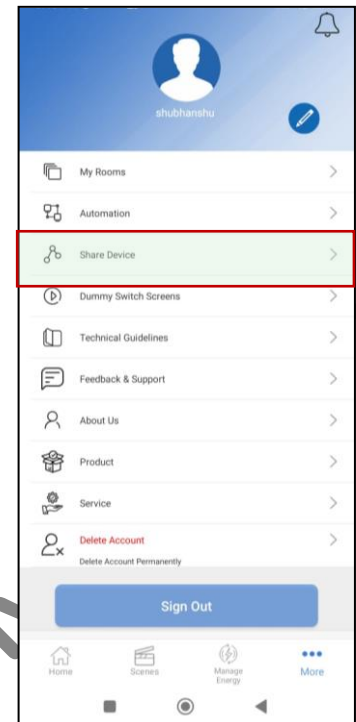 shubhanshu
My Rooms
Automation
Share Device
Dummy Switch Screens
Technical Guidelines
Feedback & Support
About Us
Product
Service
Delete Account
Delete Account Permanently
Sign Out
Home
Scenes
Manage
Energy
More